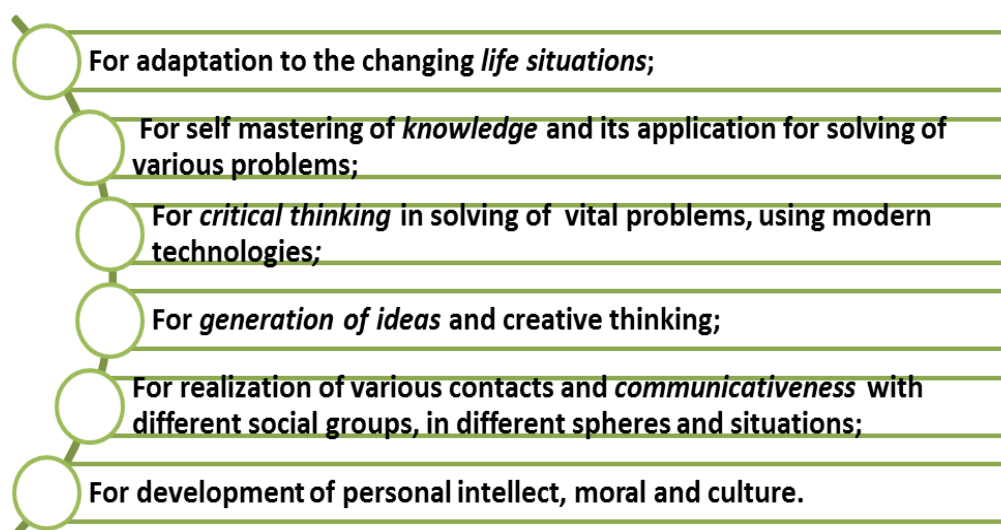 For adaptation to the changing life situations;
For self mastering of knowledge and its application for solving of
various problems;
For critical thinking in solving of vital problems, using modern
technologies;
For generation of ideas and creative thinking;
For realization of various contacts and communicativeness with
different social groups, in different spheres and situations;
For development of personal intellect, moral and culture.